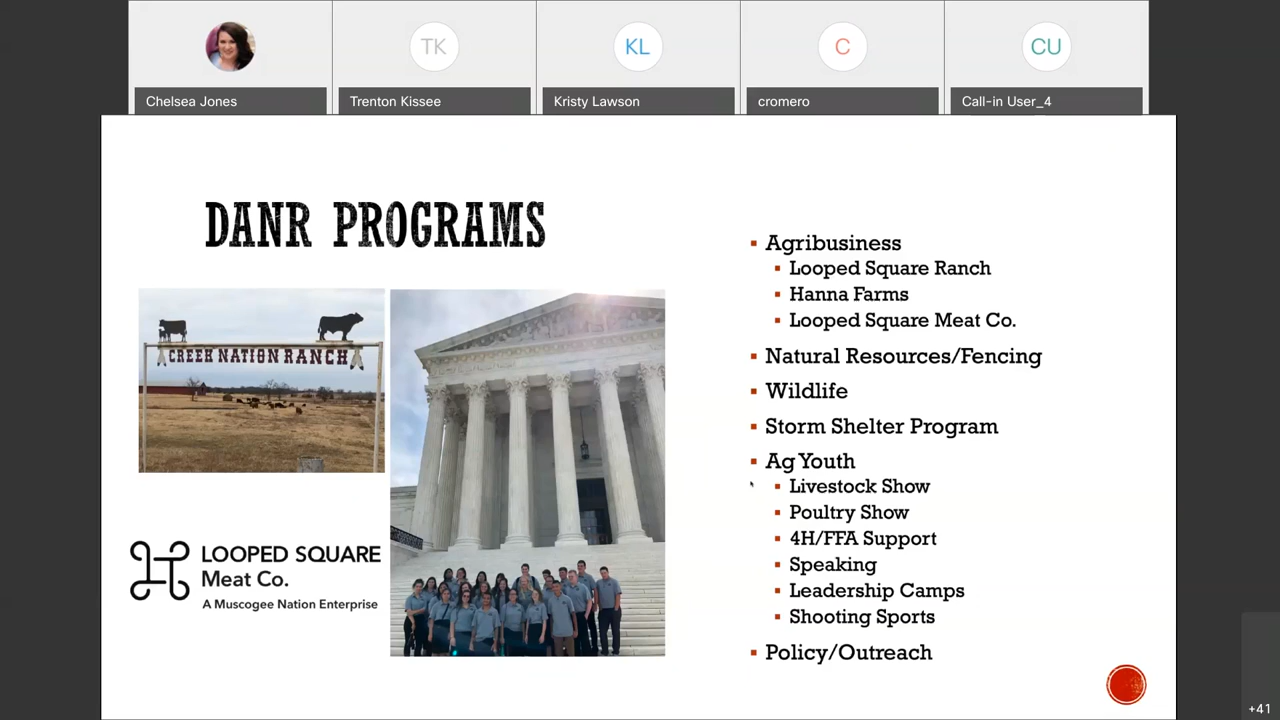 TK
KL
C
CU
Chelsea Jones
Trenton Kissee
Kristy Lawson
cromero
Call-in User_4
DANR PROGRAMS
CREEK NATION RANCH
LOOPED SQUARE
Meat Co.
A Muscogee Nation Enterprise
Agribusiness
Looped Square Ranch
Hanna Farms
Looped Square Meat Co.
Natural Resources/Fencing
Wildlife
Storm Shelter Program
Ag Youth
Livestock Show
Poultry Show
4H/FFA Support
Speaking
Leadership Camps
Shooting Sports
Policy/Outreach
+41